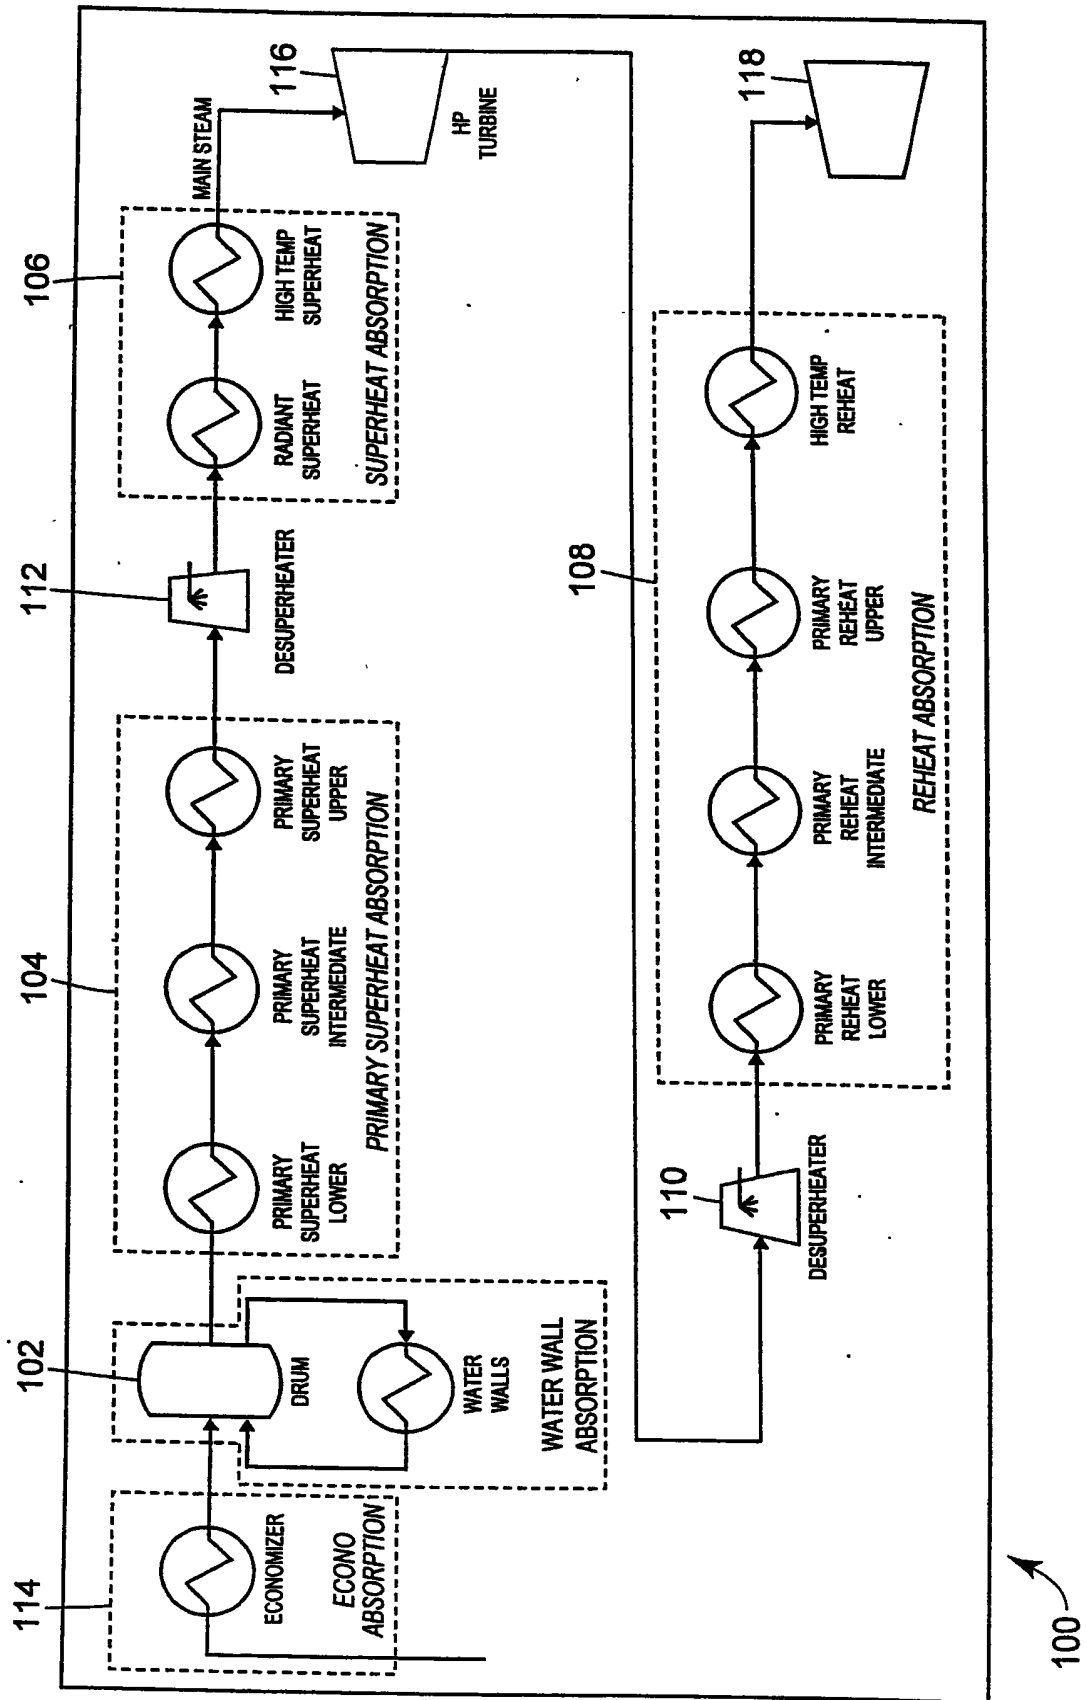 114
ECONOMIZER
ECONO
ABSORPTION
102
DRUM
WATER
WALLS
WATER WALL
ABSORPTION
104
PRIMARY
SUPERHEAT
LOWER
PRIMARY
SUPERHEAT
INTERMEDIATE
PRIMARY
SUPERHEAT
UPPER
PRIMARY SUPERHEAT ABSORPTION
112
DESUPERHEATER
106
RADIANT
SUPERHEAT
HIGH TEMP
SUPERHEAT
SUPERHEAT ABSORPTION
MAIN STEAM
116
HP
TURBINE
110
DESUPERHEATER
108
PRIMARY
REHEAT
LOWER
PRIMARY
REHEAT
INTERMEDIATE
PRIMARY
REHEAT
UPPER
HIGH TEMP
REHEAT
REHEAT ABSORPTION
118
100